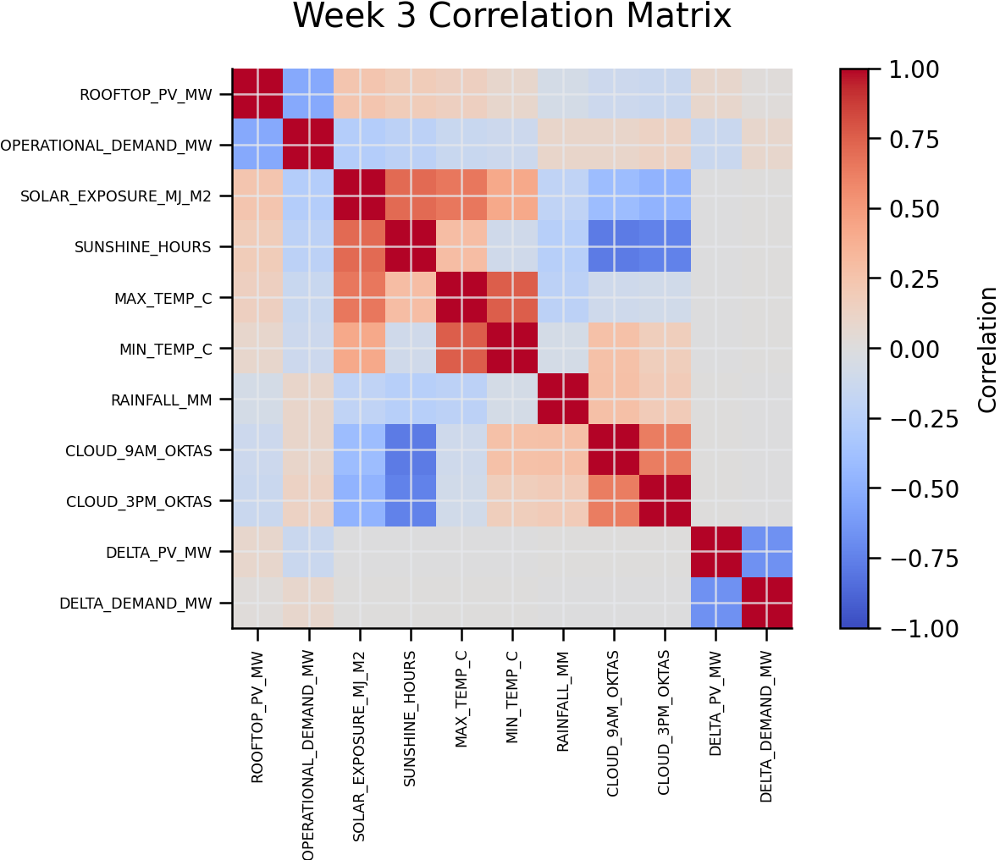 Week 3 Correlation Matrix
ROOFTOP_PV_MW
OPERATIONAL_DEMAND_MW
SOLAR_EXPOSURE_MJ_M2
SUNSHINE_HOURS
MAX_TEMP_C
MIN_TEMP_C
RAINFALL_MM
CLOUD_9AM_OKTAS
CLOUD_3PM_OKTAS
DELTA_PV_MW
DELTA_DEMAND_MW
ROOFTOP_PV_MW
OPERATIONAL_DEMAND_MW
SOLAR_EXPOSURE_MJ_M2
SUNSHINE_HOURS
MAX_TEMP_C
MIN_TEMP_C
RAINFALL_MM
CLOUD_9AM_OKTAS
CLOUD_3PM_OKTAS
DELTA_PV_MW
DELTA_DEMAND_MW
1.00
0.75
0.50
0.25
0.00
−0.25
−0.50
−0.75
−1.00
Correlation